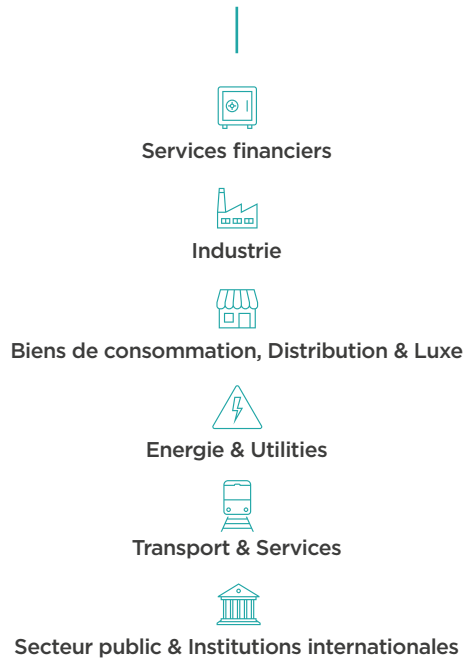 Services financiers
Industrie
Biens de consommation, Distribution & Luxe
Energie & Utilities
Transport & Services
Secteur public & Institutions internationales